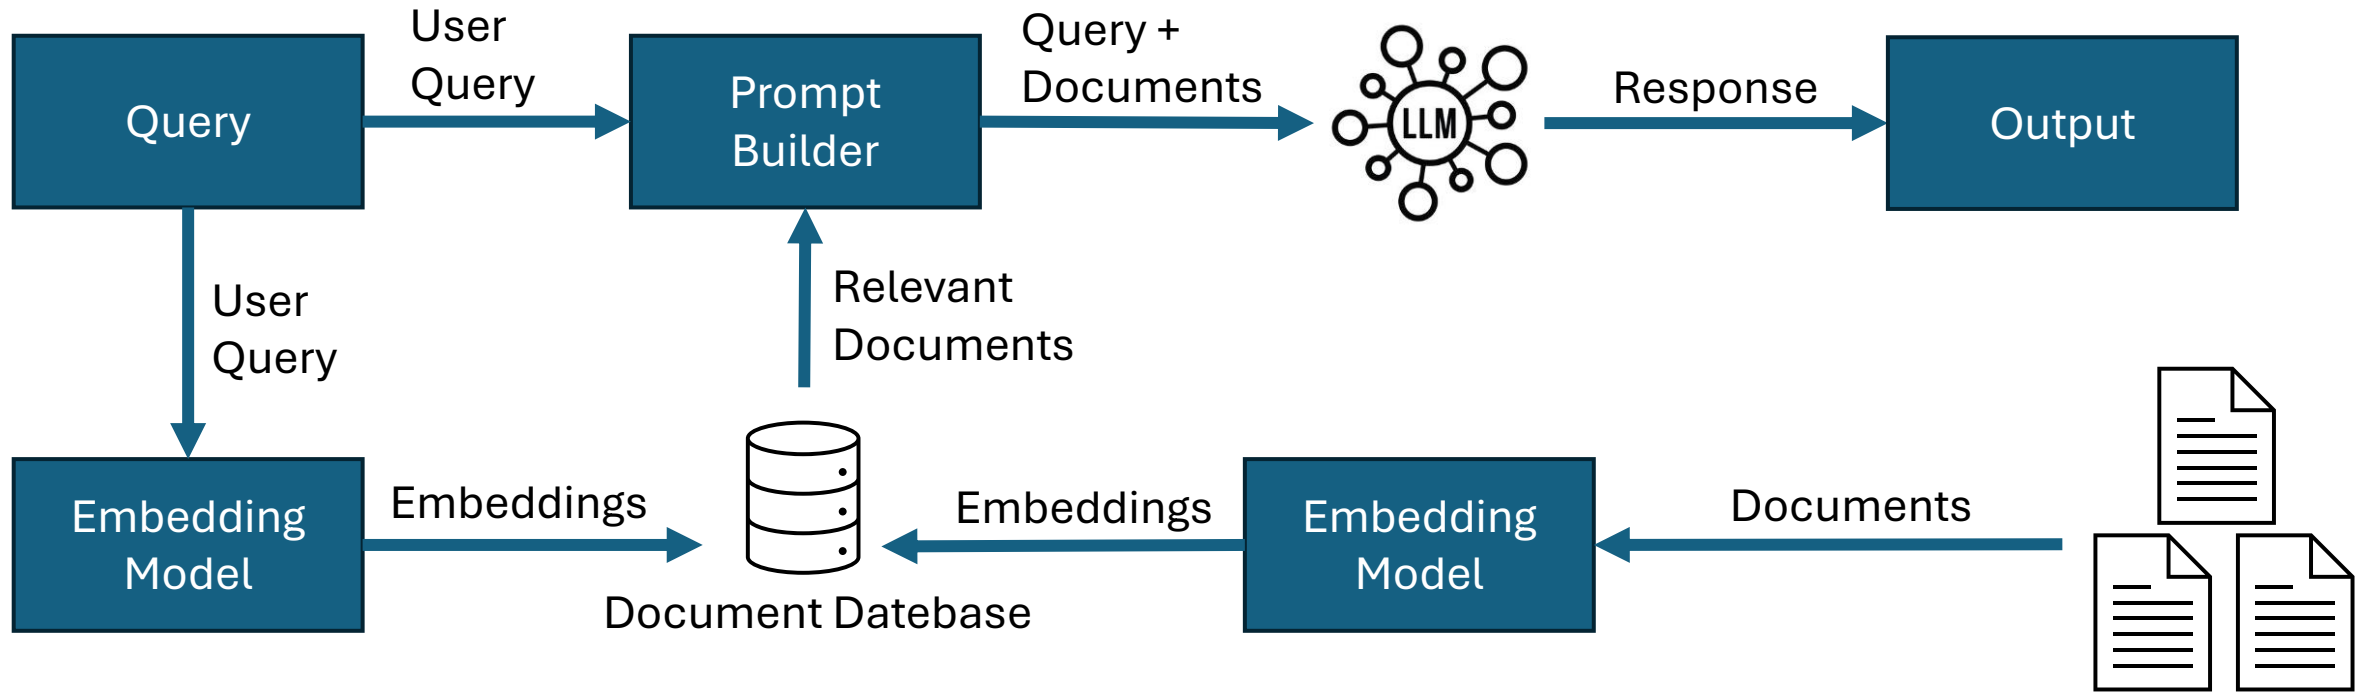 User
Query
Query
Prompt
Builder
Query +
Documents
LLM
Response
Output
User
Query
Relevant
Documents
Embedding
Model
Embeddings
Document Datebase
Embeddings
Embedding
Model
Documents